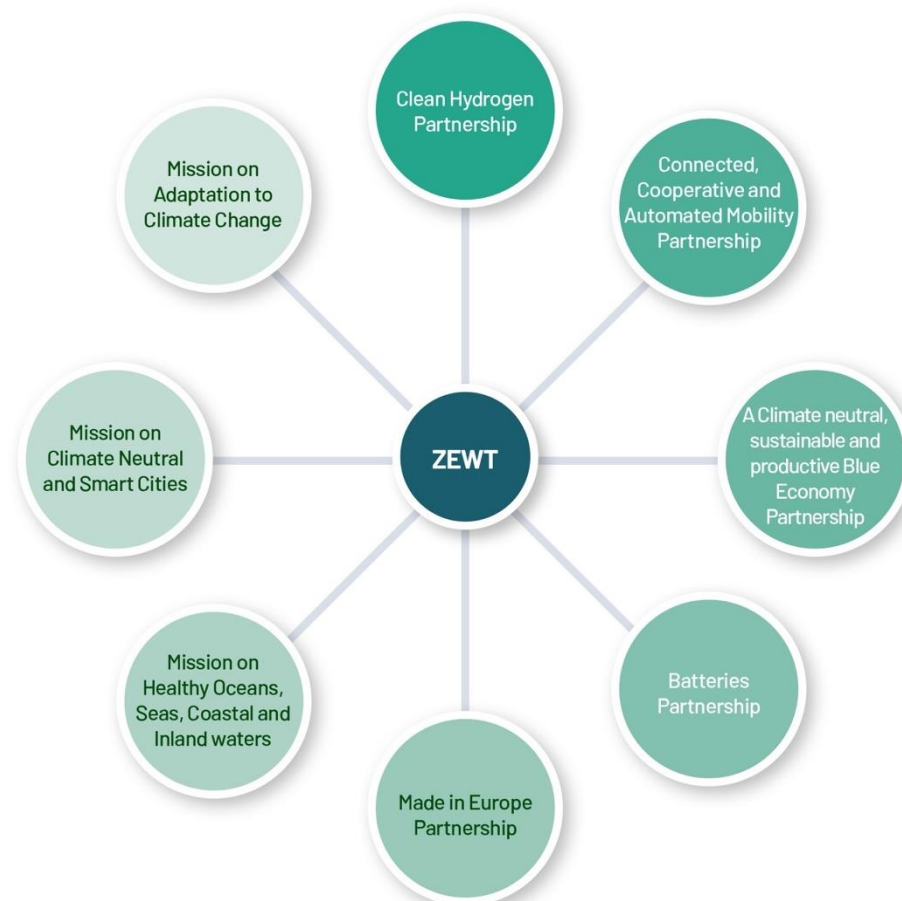 Clean Hydrogen
Partnership
Connected,
Cooperative and
Automated Mobility
Partnership
A Climate neutral,
sustainable and
productive Blue
Economy
Partnership
Batteries
Partnership
Made in Europe
Partnership
Mission on
Healthy Oceans,
Seas, Coastal and
Inland waters
Mission on
Climate Neutral
and Smart Cities
Mission on
Adaptation to
Climate Change
ZEWT